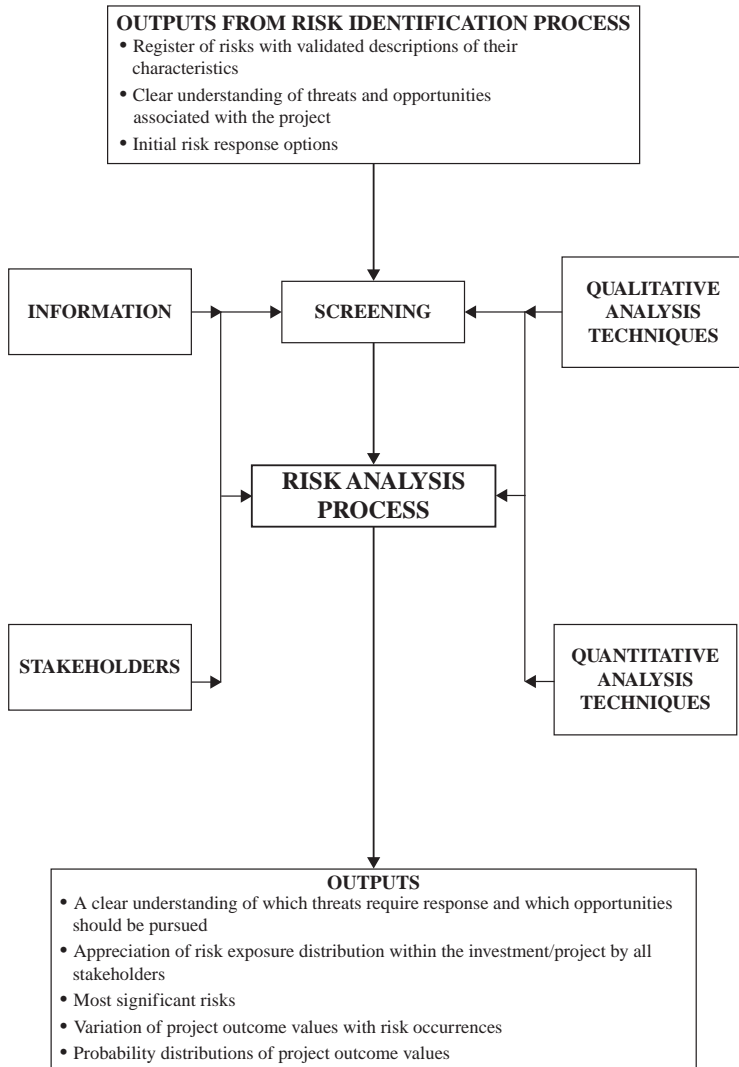 OUTPUTS FROM RISK IDENTIFICATION PROCESS
• Register of risks with validated descriptions of their
characteristics
• Clear understanding of threats and opportunities
associated with the project
• Initial risk response options
INFORMATION
SCREENING
QUALITATIVE
ANALYSIS
TECHNIQUES
RISK ANALYSIS
PROCESS
STAKEHOLDERS
QUANTITATIVE
ANALYSIS
TECHNIQUES
OUTPUTS
• A clear understanding of which threats require response and which opportunities
should be pursued
• Appreciation of risk exposure distribution within the investment/project by all
stakeholders
• Most significant risks
• Variation of project outcome values with risk occurrences
• Probability distributions of project outcome values